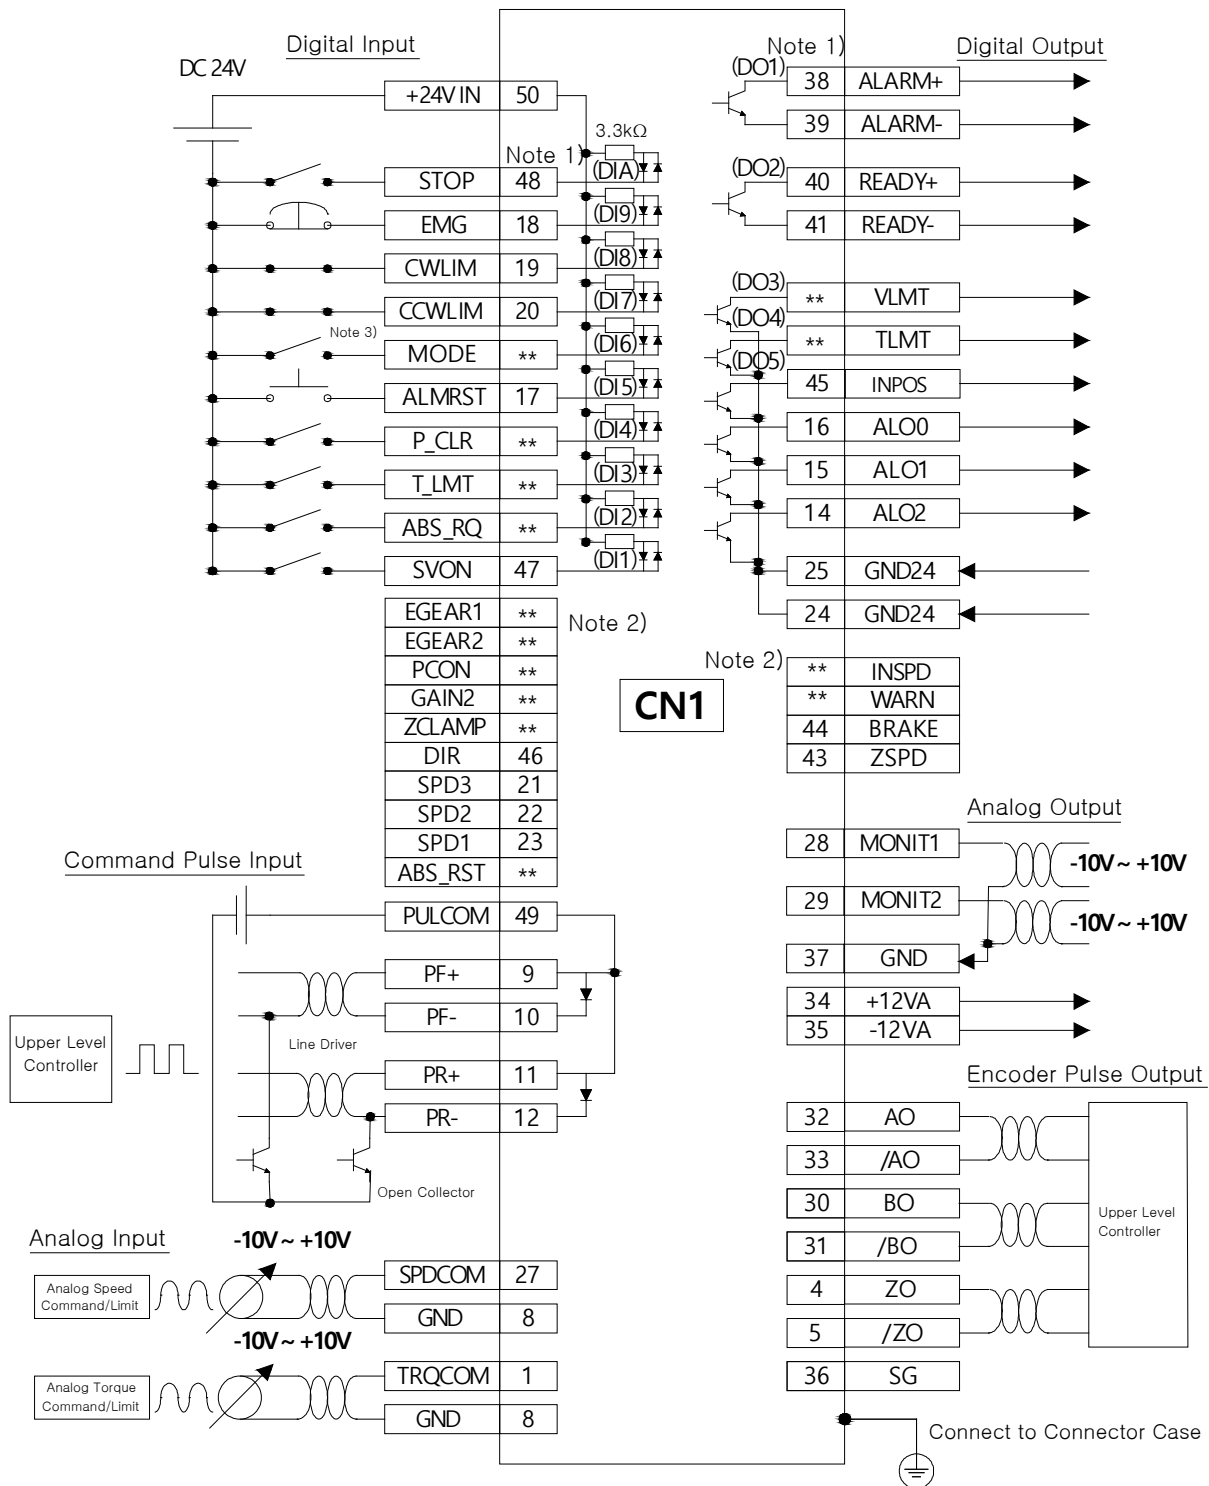 Digital Input
DC 24V
+24V IN 50
3.3kΩ
Note 1)
STOP 48 (DIA)
EMG 18 (DI9)
CWLIM 19 (DI8)
CCWLIM 20 (DI7)
Note 3)
MODE ** (DI6)
ALMRST 17 (DI5)
P_CLR ** (DI4)
T_LMT ** (DI3)
ABS_RQ ** (DI2)
SVON 47 (DI1)
EGEAR1 **
Note 2)
EGEAR2 **
PCON **
GAIN2 **
ZCLAMP **
DIR 46
SPD3 21
SPD2 22
SPD1 23
ABS_RST **
CN1
Command Pulse Input
PULCOM 49
PF+ 9
PF- 10
Line Driver
Upper Level
Controller
PR+ 11
PR- 12
Open Collector
Analog Input
-10V ~ +10V
Analog Speed
Command/Limit
SPDCOM 27
GND 8
-10V ~ +10V
Analog Torque
Command/Limit
TRQCOM 1
GND 8
Note 1)
Digital Output
(DO1) 38 ALARM+
39 ALARM-
(DO2) 40 READY+
41 READY-
(DO3) ** VLMT
(DO4) ** TLMT
(DO5) 45 INPOS
16 ALO0
15 ALO1
14 ALO2
25 GND24
24 GND24
Note 2)
** INSPD
** WARN
44 BRAKE
43 ZSPD
Analog Output
28 MONIT1
-10V ~ +10V
29 MONIT2
-10V ~ +10V
37 GND
34 +12VA
35 -12VA
Encoder Pulse Output
32 AO
33 /AO
30 BO
31 /BO
4 ZO
5 /ZO
Upper Level
Controller
36 SG
Connect to Connector Case